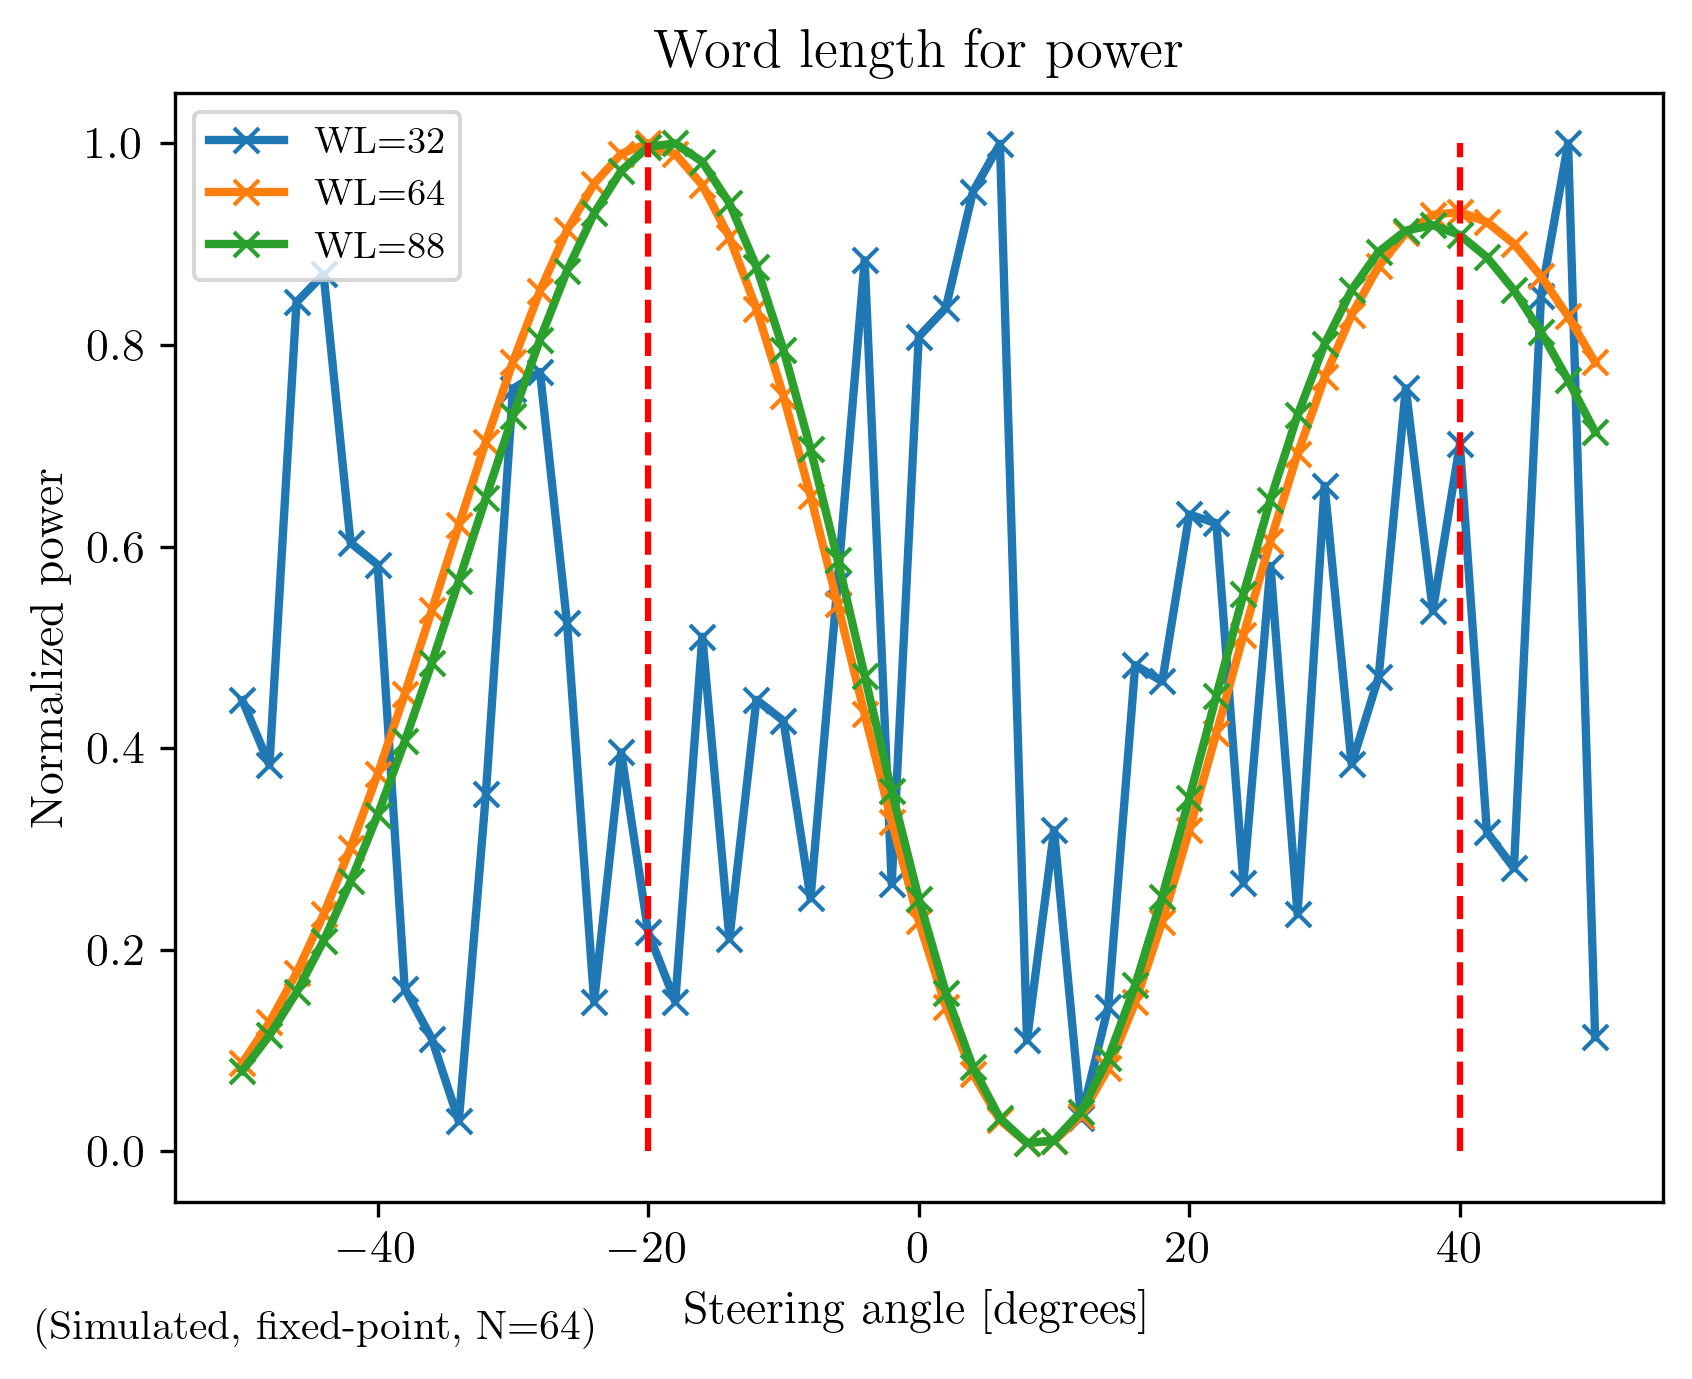 Word length for power
WL=32
WL=64
WL=88
Normalized power
1.0
0.8
0.6
0.4
0.2
0.0
−40
−20
0
20
40
Steering angle [degrees]
(Simulated, fixed-point, N=64)